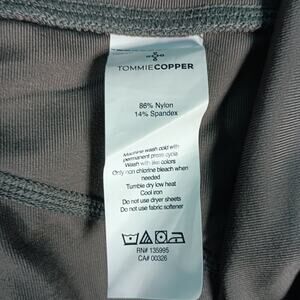 TOMMIECOPPER
86% Nylon
14% Spandex
Machine wash cold with
permanent press cycle
Wash with like colors
Only non chlorine bleach when
needed
Tumble dry low heat
Cool iron
Do not use dryer sheets
Do not use fabric softener
RN# 135995
CA# 00326